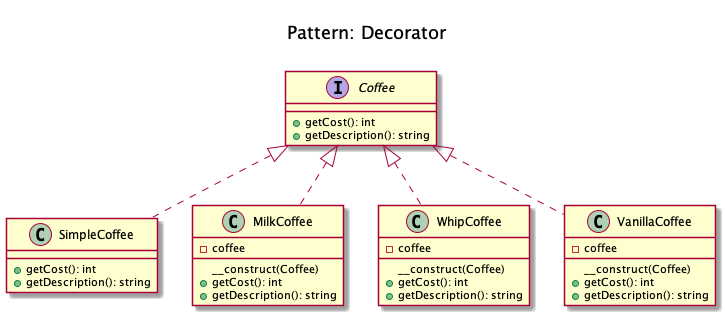 Pattern: Decorator
I Coffee
getCost(): int
getDescription(): string
C SimpleCoffee
getCost(): int
getDescription(): string
C MilkCoffee
coffee
__construct(Coffee)
getCost(): int
getDescription(): string
C WhipCoffee
coffee
__construct(Coffee)
getCost(): int
getDescription(): string
C VanillaCoffee
coffee
__construct(Coffee)
getCost(): int
getDescription(): string